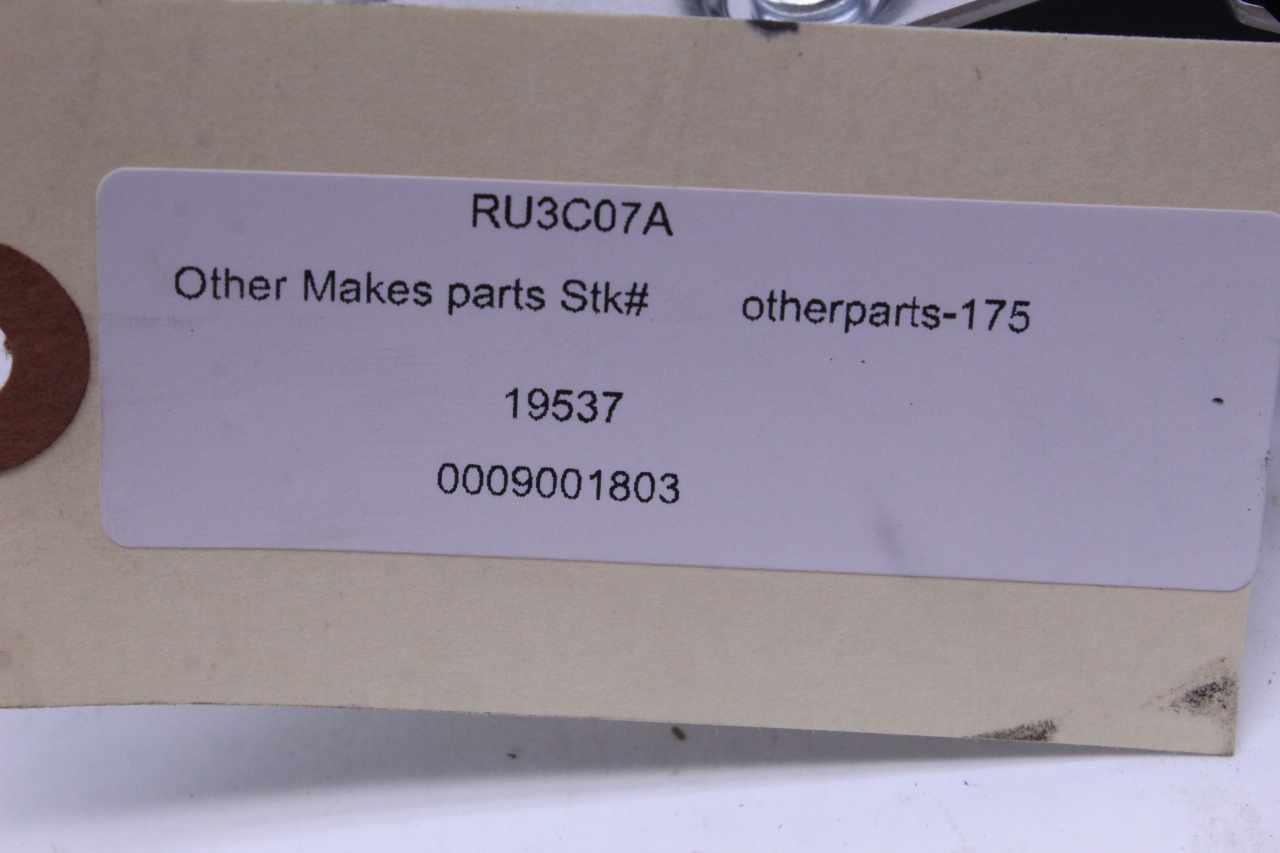 RU3C07A
Other Makes parts Stk# otherparts-175
19537
0009001803